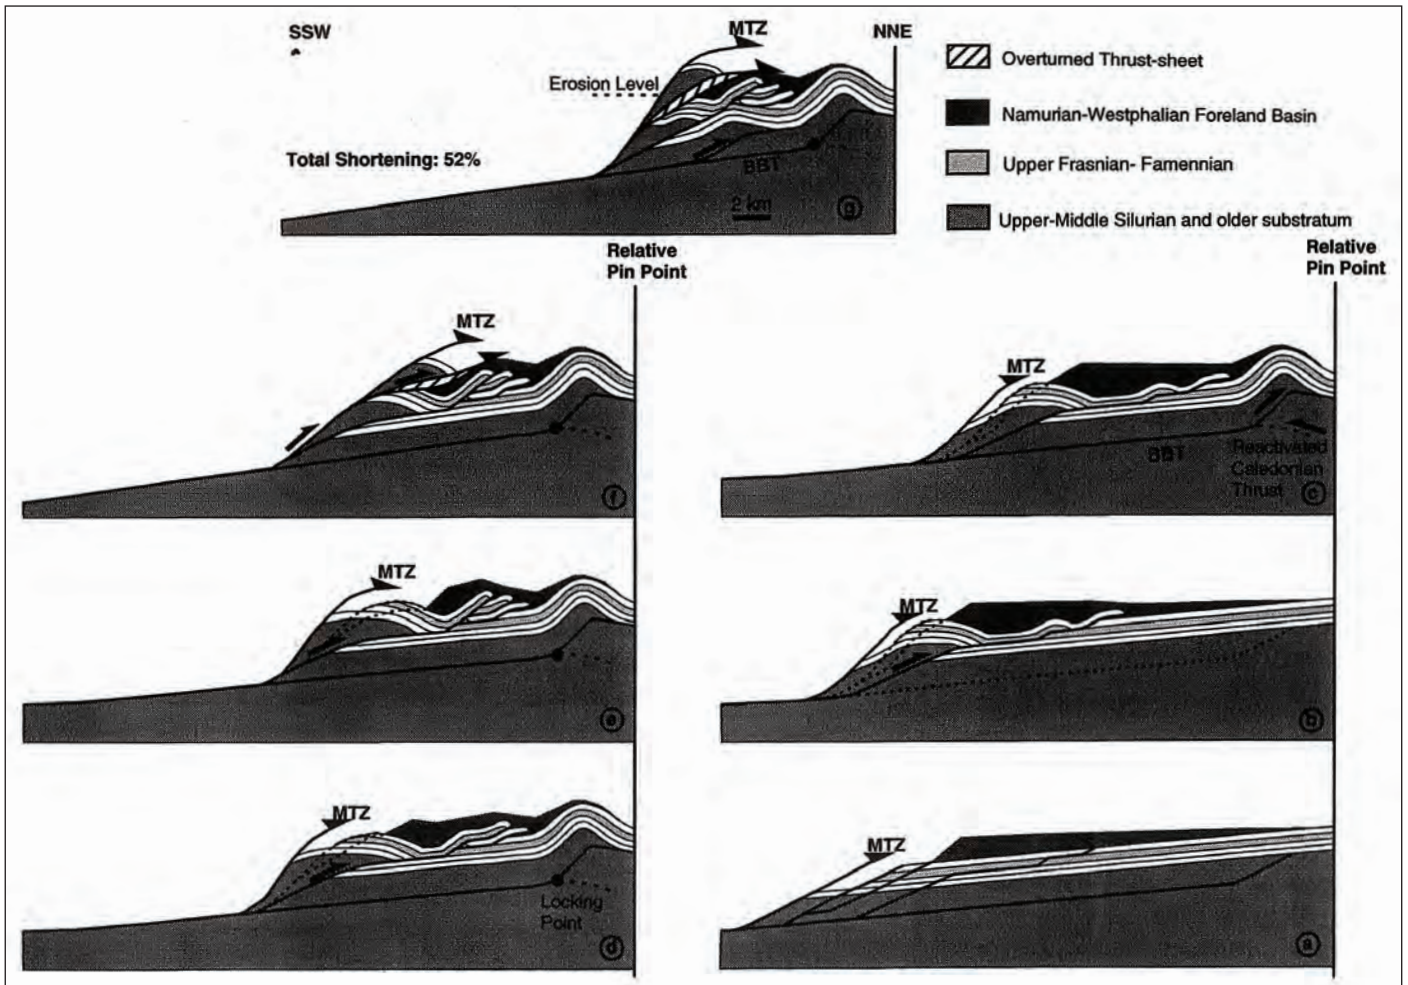 SSW
MTZ
NNE
Erosion Level
Total Shortening: 52%
BBT
2 km
g
Overturned Thrust-sheet
Namurian-Westphalian Foreland Basin
Upper Frasnian- Famennian
Upper-Middle Silurian and older substratum
Relative
Pin Point
Relative
Pin Point
MTZ
f
MTZ
BBT
Reactivated
Caledonian
Thrust
c
MTZ
e
MTZ
b
MTZ
Locking
Point
d
MTZ
a